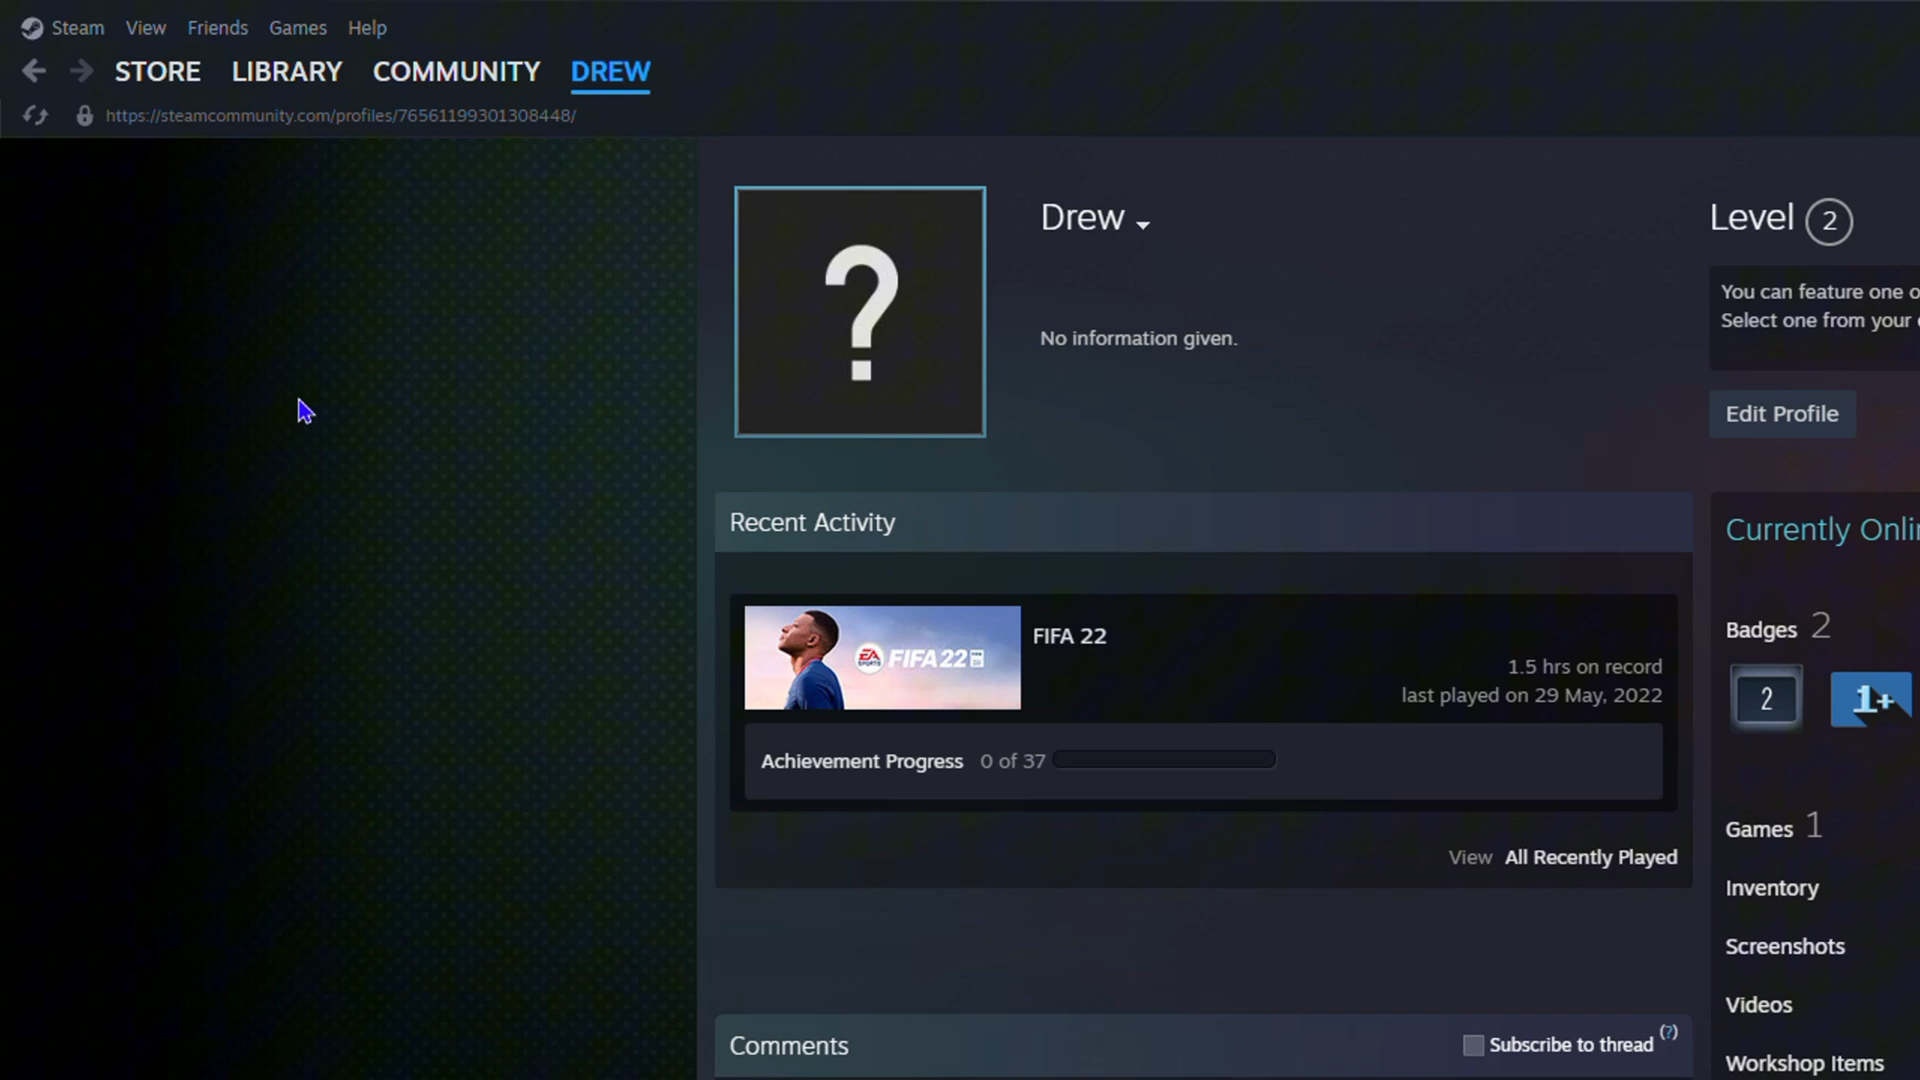 Steam View Friends Games Help
STORE LIBRARY COMMUNITY DREW
https://steamcommunity.com/profiles/76561199301308448/
?
Drew
No information given.
Level 2
You can feature one o
Select one from your
Edit Profile
Recent Activity
EA SPORTS FIFA 22
FIFA 22
1.5 hrs on record
last played on 29 May, 2022
Achievement Progress 0 of 37
View All Recently Played
Currently Onlin
Badges 2
2 1+
Games 1
Inventory
Screenshots
Videos
Workshop Items
Comments
Subscribe to thread (?)